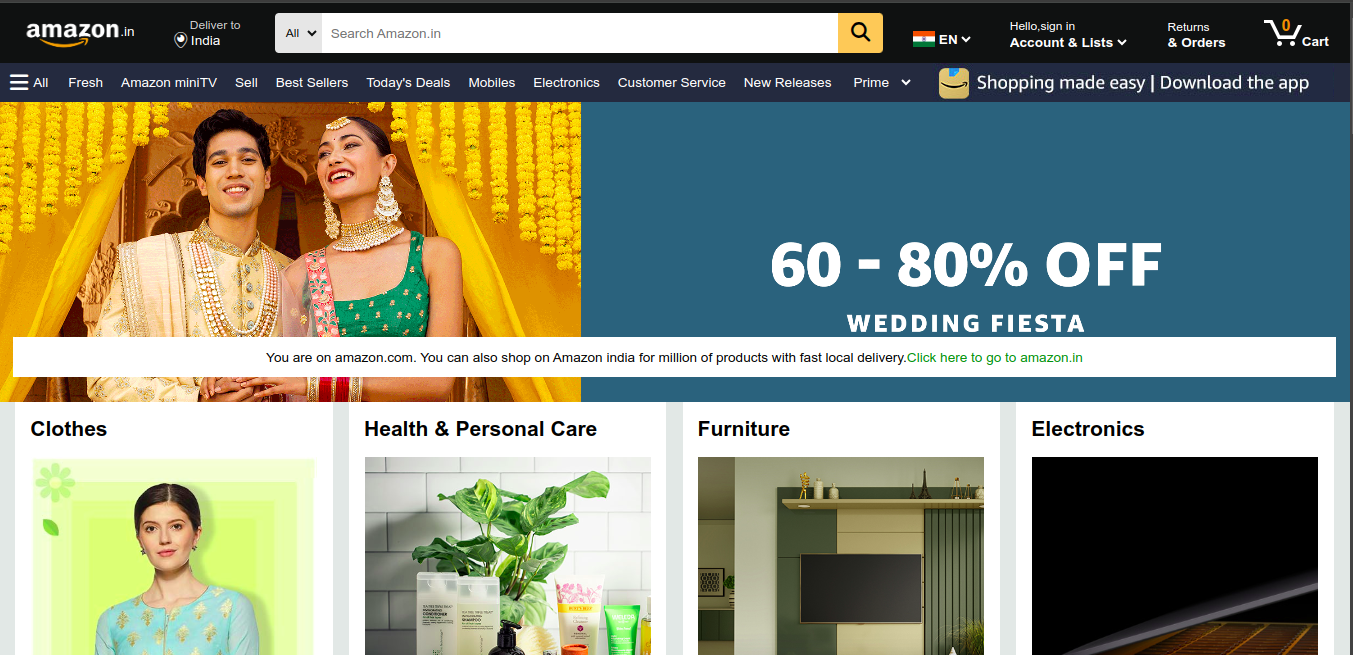 amazon.in
Deliver to
India
All
Search Amazon.in
EN
Hello,sign in
Account & Lists
Returns
& Orders
0
Cart
All Fresh Amazon miniTV Sell Best Sellers Today's Deals Mobiles Electronics Customer Service New Releases Prime
Shopping made easy | Download the app
60 - 80% OFF
WEDDING FIESTA
You are on amazon.com. You can also shop on Amazon india for million of products with fast local delivery.Click here to go to amazon.in
Clothes
Health & Personal Care
Furniture
Electronics
CONDITIONER
SHAMPOO